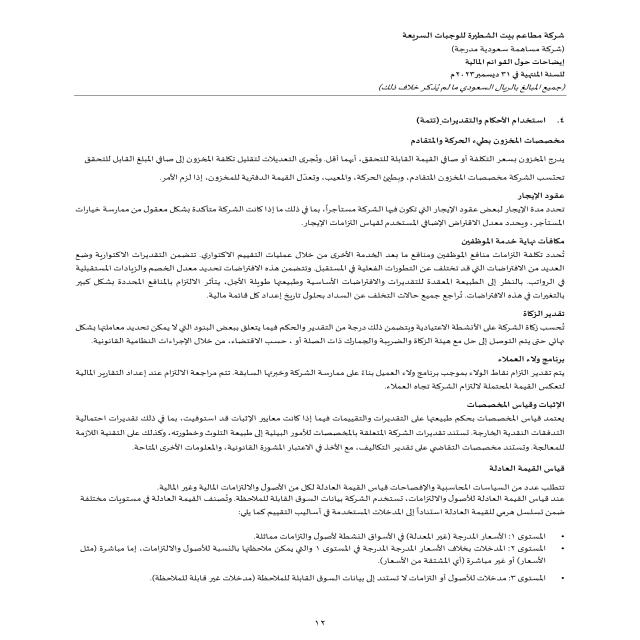 شركة مطاعم بيت الشطيرة للوجبات السريعة
(شركة مساهمة سعودية مدرجة)
إيضاحات حول القوائم المالية
للسنة المنتهية في ٣١ ديسمبر ٢٠٢٣م
(جميع المبالغ بالريال السعودي ما لم يُذكر خلاف ذلك)
٤. استخدام الأحكام والتقديرات (تتمة)
مخصصات المخزون بطيء الحركة والمتقادم
يدرج المخزون بسعر التكلفة أو صافي القيمة القابلة للتحقق، أيهما أقل. وتُجرى التعديلات لتقليل تكلفة المخزون إلى صافي المبلغ القابل للتحقق
تحتسب الشركة مخصصات المخزون المتقادم، وبطئ الحركة، والمعيب، وتعدّل القيمة الدفترية للمخزون، إذا لزم الأمر.
عقود الإيجار
تحدد مدة الإيجار لبعض عقود الإيجار التي تكون فيها الشركة مستأجراً، بما في ذلك ما إذا كانت الشركة متأكدة بشكل معقول من ممارسة خيارات
المستأجر، ويحدد معدل الاقتراض الإضافي المستخدم لقياس التزامات الإيجار.
مكافآت نهاية خدمة الموظفين
تُحدد تكلفة التزامات منافع الموظفين ومنافع ما بعد الخدمة الأخرى من خلال عمليات التقييم الاكتواري. تتضمن التقديرات الاكتوارية وضع
العديد من الافتراضات التي قد تختلف عن التطورات الفعلية في المستقبل. وتتضمن هذه الافتراضات تحديد معدل الخصم والزيادات المستقبلية
في الرواتب. بالنظر إلى الطبيعة المعقدة للتقديرات والافتراضات الأساسية وطبيعتها طويلة الأجل، يتأثر الالتزام بالمنافع المحددة بشكل كبير
بالتغيرات في هذه الافتراضات. تُراجع جميع حالات التخلف عن السداد بحلول تاريخ إعداد كل قائمة مالية.
تقدير الزكاة
تُحسب زكاة الشركة على الأنشطة الاعتيادية ويتضمن ذلك درجة من التقدير والحكم فيما يتعلق ببعض البنود التي لا يمكن تحديد معاملتها بشكل
نهائي حتى يتم التوصل إلى حل مع هيئة الزكاة والضريبة والجمارك ذات الصلة أو ، حسب الاقتضاء، من خلال الإجراءات النظامية القانونية.
برنامج ولاء العملاء
يتم تقدير التزام نقاط الولاء بموجب برنامج ولاء العميل بناءً على ممارسة الشركة وخبرتها السابقة. تتم مراجعة الالتزام عند إعداد التقارير المالية
لتعكس القيمة المحتملة لالتزام الشركة تجاه العملاء.
الإثبات وقياس المخصصات
يعتمد قياس المخصصات بحكم طبيعتها على التقديرات والتقييمات فيما إذا كانت معايير الإثبات قد استوفيت، بما في ذلك تقديرات احتمالية
التدفقات النقدية الخارجة. تستند تقديرات الشركة المتعلقة بالمخصصات للأمور البيئية إلى طبيعة التلوث وخطورته، وكذلك على التقنية اللازمة
للمعالجة. وتستند مخصصات التقاضي على تقدير التكاليف، مع الأخذ في الاعتبار المشورة القانونية، والمعلومات الأخرى المتاحة.
قياس القيمة العادلة
تتطلب عدد من السياسات المحاسبية والإفصاحات قياس القيمة العادلة لكل من الأصول والالتزامات المالية وغير المالية.
عند قياس القيمة العادلة للأصول والالتزامات، تستخدم الشركة بيانات السوق القابلة للملاحظة. وتُصنف القيمة العادلة في مستويات مختلفة
ضمن تسلسل هرمي للقيمة العادلة استناداً إلى المدخلات المستخدمة في أساليب التقييم كما يلي:
• المستوى ١: الأسعار المدرجة (غير المعدلة) في الأسواق النشطة لأصول والتزامات مماثلة.
• المستوى ٢: المدخلات بخلاف الأسعار المدرجة المدرجة في المستوى ١ والتي يمكن ملاحظتها بالنسبة للأصول والالتزامات، إما مباشرة (مثل
الأسعار) أو غير مباشرة (أي المشتقة من الأسعار).
• المستوى ٣: مدخلات للأصول أو التزامات لا تستند إلى بيانات السوق القابلة للملاحظة (مدخلات غير قابلة للملاحظة).
١٢